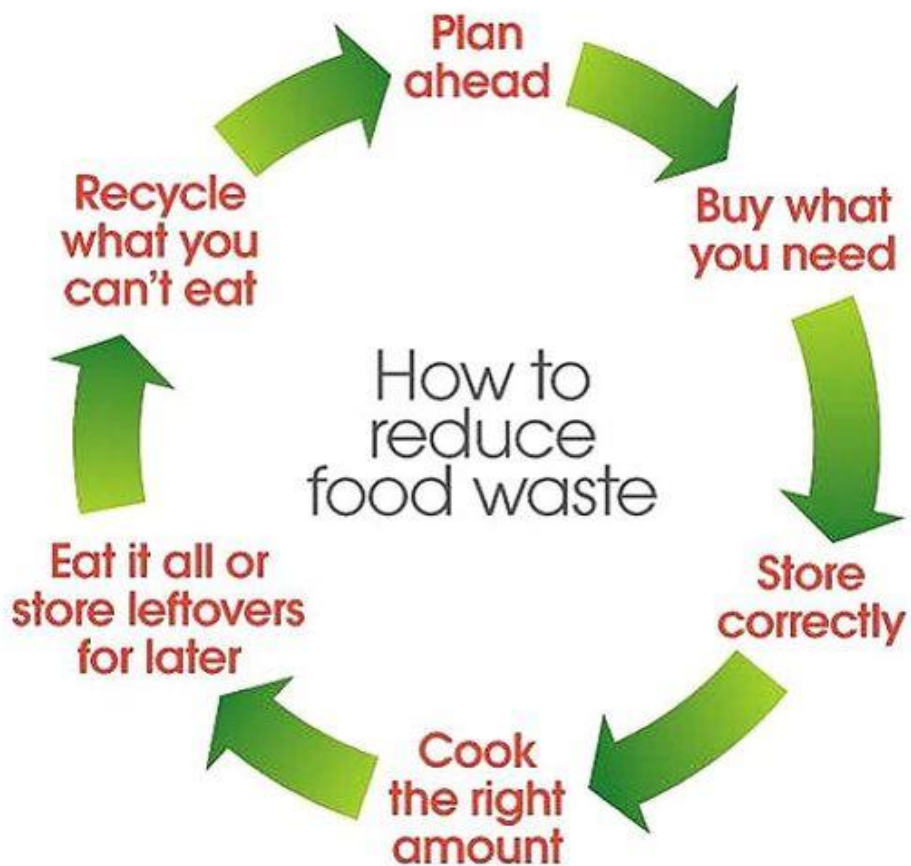 Plan
ahead
Buy what
you need
Store
correctly
Cook
the right
amount
Eat it all or
store leftovers
for later
Recycle
what you
can't eat
How to
reduce
food waste